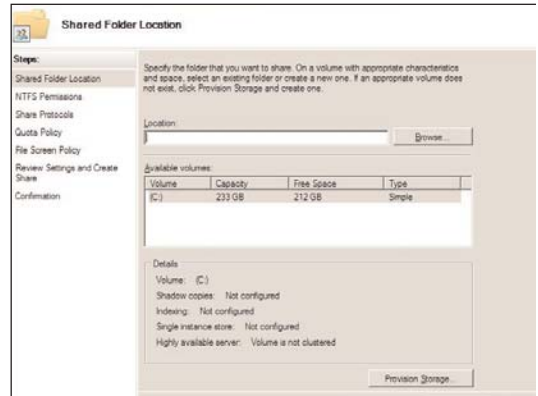 Shared Folder Location
Steps:
Shared Folder Location
NTFS Permissions
Share Protocols
Quota Policy
File Screen Policy
Review Settings and Create
Share
Confirmation
Specify the folder that you want to share. On a volume with appropriate characteristics
and space, select an existing folder or create a new one. If an appropriate volume does
not exist, click Provision Storage and create one.
Location:
Browse...
Available volumes:
Volume Capacity Free Space Type
(C:) 233 GB 212 GB Simple
Details
Volume: (C:)
Shadow copies: Not configured
Indexing: Not configured
Single instance store: Not configured
Highly available server: Volume is not clustered
Provision Storage...